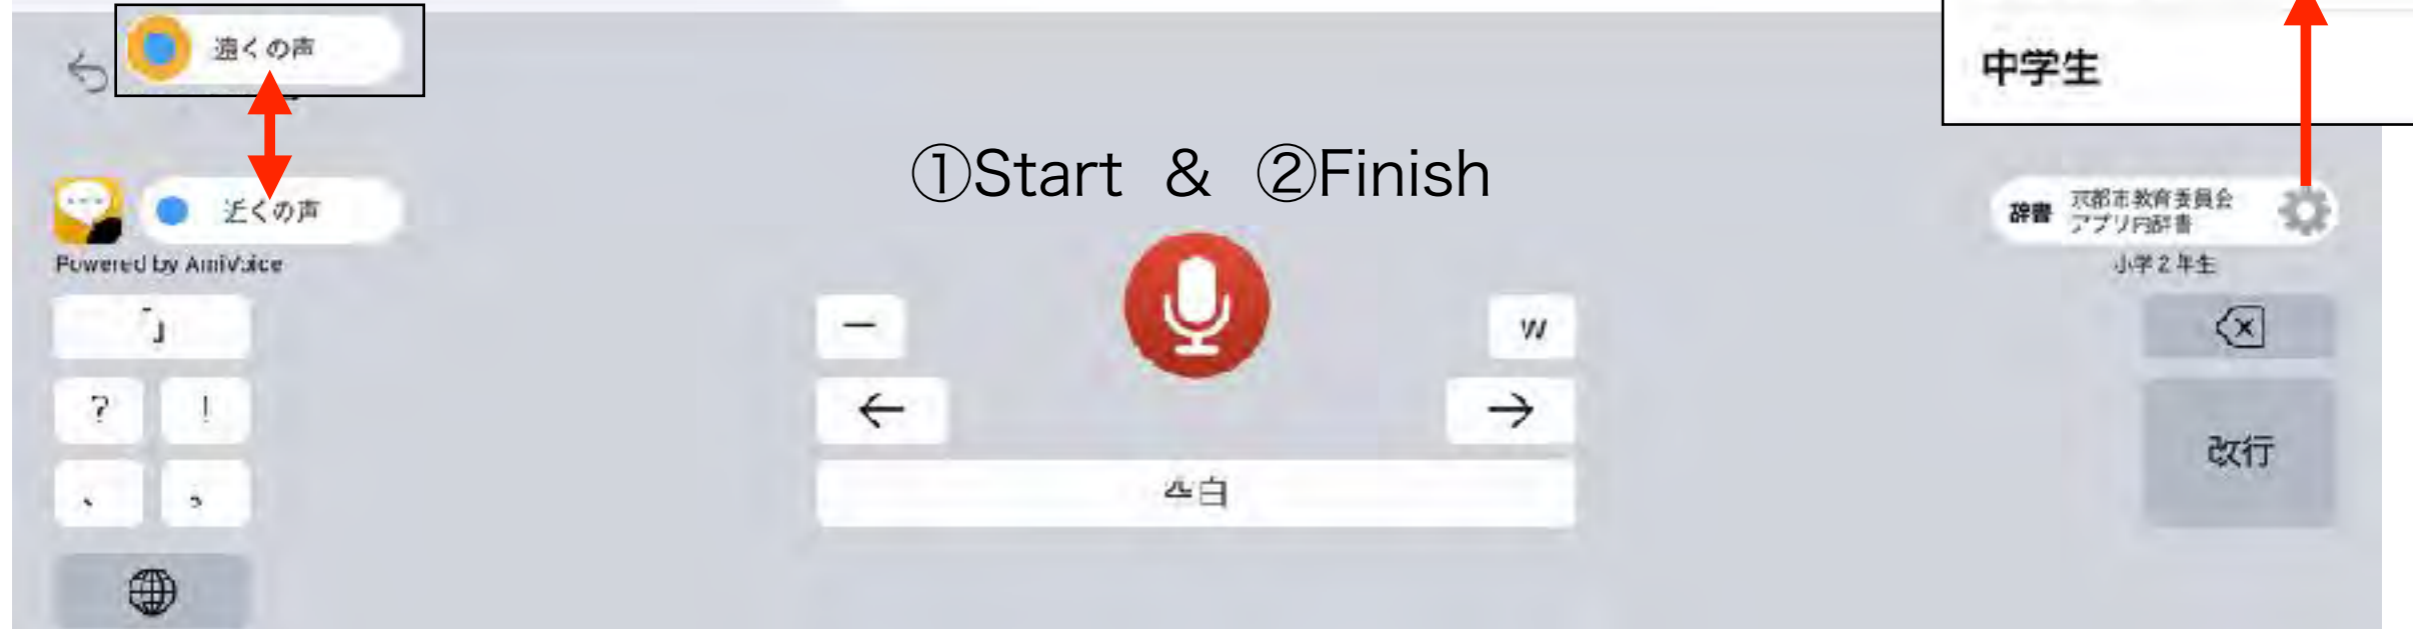 遠くの声
中学生
①Start & ②Finish
近くの声
辞書
京都市教育委員会
アプリ内辞書
Powered by AmiVoice
小学2年生
「」
ー
w
? !
← →
、 。
空白
改行